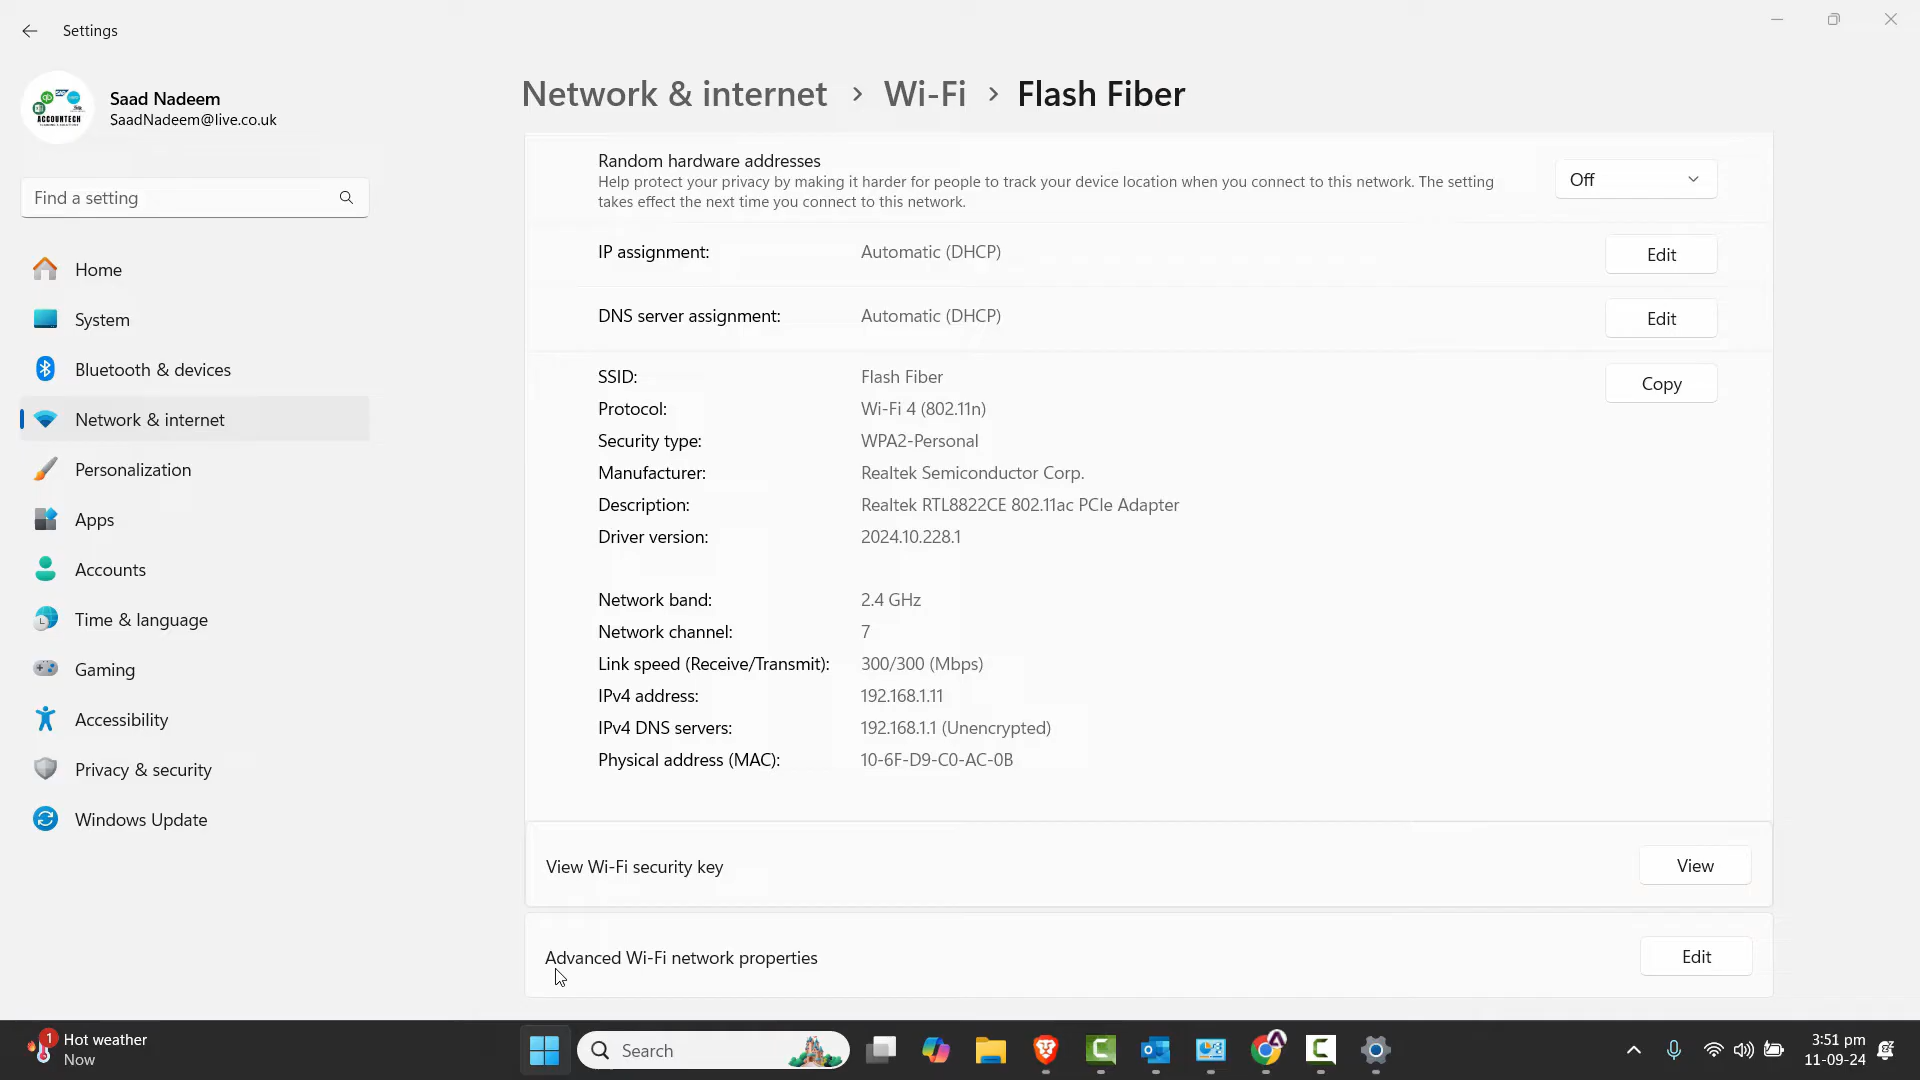 Settings
Saad Nadeem
SaadNadeem@live.co.uk
ACCOUNTECH
Find a setting
Home
System
Bluetooth & devices
Network & internet
Personalization
Apps
Accounts
Time & language
Gaming
Accessibility
Privacy & security
Windows Update
Network & internet > Wi-Fi > Flash Fiber
Random hardware addresses
Help protect your privacy by making it harder for people to track your device location when you connect to this network. The setting
takes effect the next time you connect to this network.
Off
IP assignment: Automatic (DHCP) Edit
DNS server assignment: Automatic (DHCP) Edit
SSID: Flash Fiber Copy
Protocol: Wi-Fi 4 (802.11n)
Security type: WPA2-Personal
Manufacturer: Realtek Semiconductor Corp.
Description: Realtek RTL8822CE 802.11ac PCIe Adapter
Driver version: 2024.10.228.1
Network band: 2.4 GHz
Network channel: 7
Link speed (Receive/Transmit): 300/300 (Mbps)
IPv4 address: 192.168.1.11
IPv4 DNS servers: 192.168.1.1 (Unencrypted)
Physical address (MAC): 10-6F-D9-C0-AC-0B
View Wi-Fi security key View
Advanced Wi-Fi network properties Edit
1
Hot weather
Now
Search
3:51 pm
11-09-24